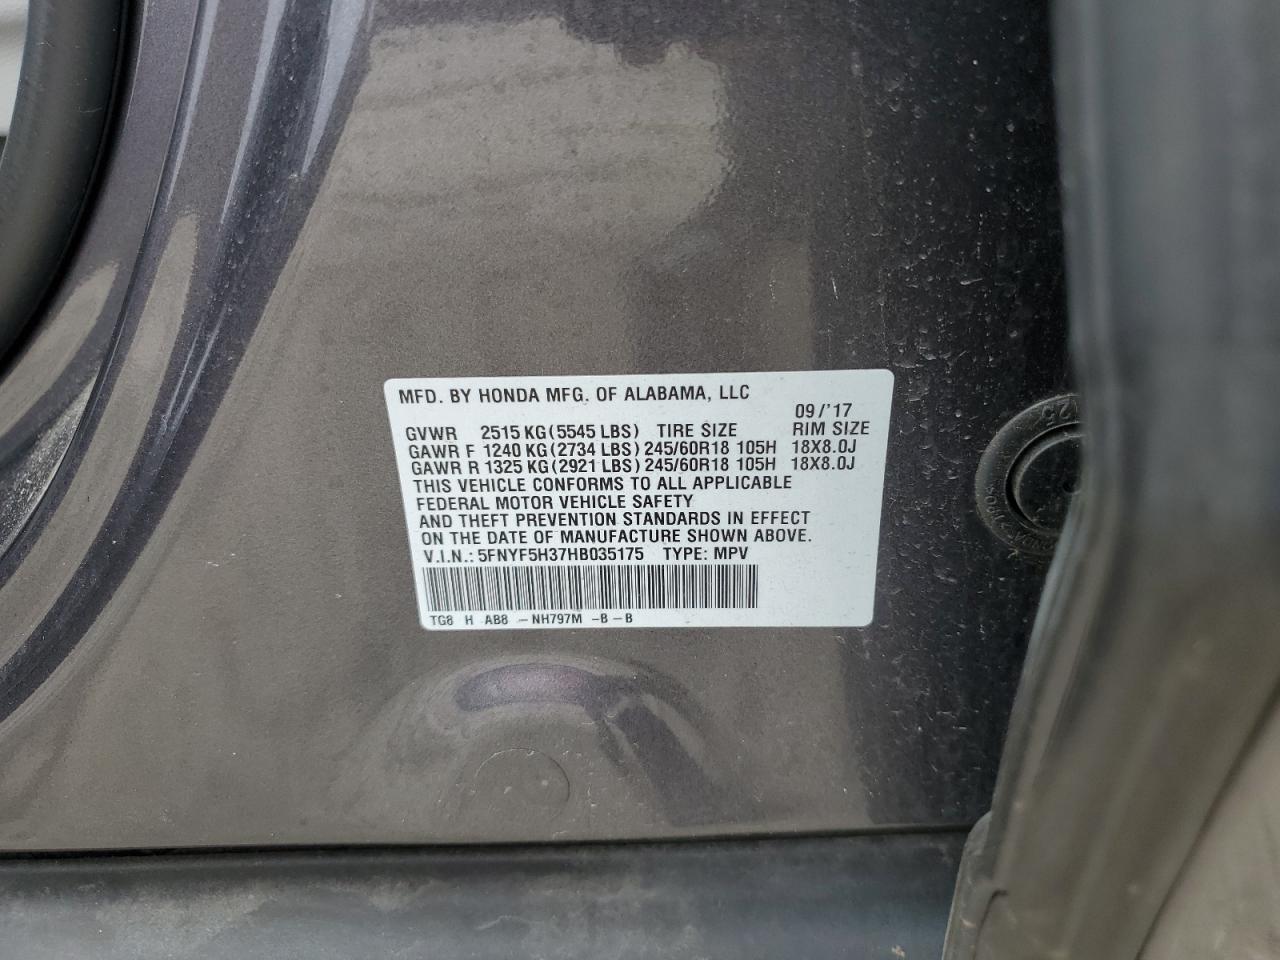 MFD. BY HONDA MFG. OF ALABAMA, LLC
09/'17
GVWR 2515 KG(5545 LBS) TIRE SIZE RIM SIZE
GAWR F 1240 KG(2734 LBS)245/60R18 105H 18X8.0J
GAWR R 1325 KG(2921 LBS)245/60R18 105H 18X8.0J
THIS VEHICLE CONFORMS TO ALL APPLICABLE
FEDERAL MOTOR VEHICLE SAFETY
AND THEFT PREVENTION STANDARDS IN EFFECT
ON THE DATE OF MANUFACTURE SHOWN ABOVE.
V.I.N.: 5FNYF5H37HB035175 TYPE: MPV
TG8 H AB8 -NH797M -B-B